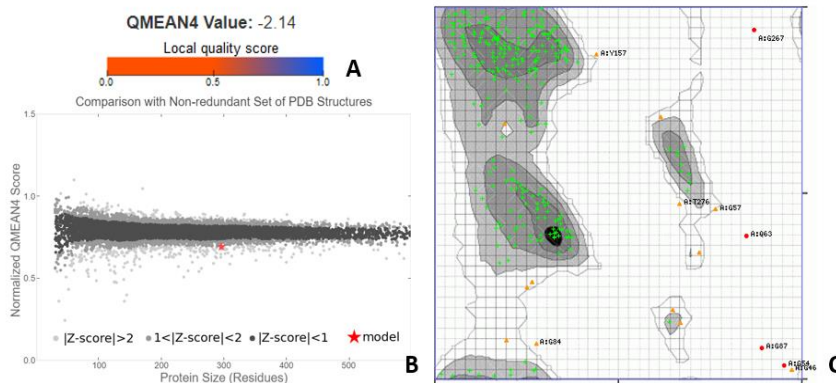 QMEAN4 Value: -2.14
Local quality score
A
0.0 0.5 1.0
Comparison with Non-redundant Set of PDB Structures
Normalized QMEAN4 Score
1.5
1.0
0.5
0.0
|Z-score|>2 1<|Z-score|<2 |Z-score|<1 model
100 200 300 400 500
Protein Size (Residues)
B
A:G267
A:Y157
A:T276
A:G57
A:G63
A:G84
A:G87
A:G54
A:G46
C